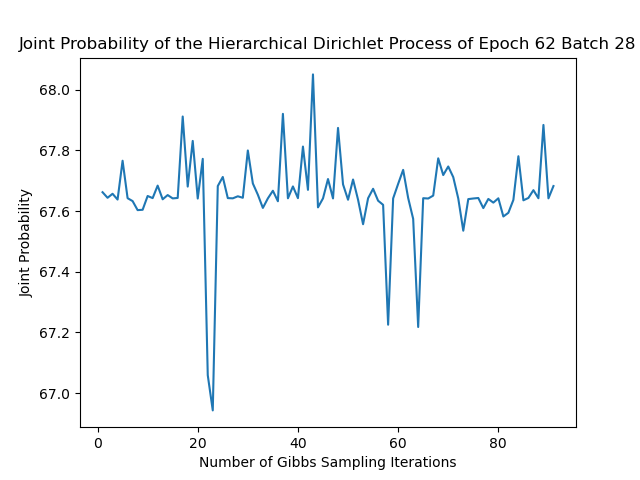 Joint Probability of the Hierarchical Dirichlet Process of Epoch 62 Batch 28
68.0
67.8
67.6
67.4
67.2
67.0
Joint Probability
0 20 40 60 80
Number of Gibbs Sampling Iterations